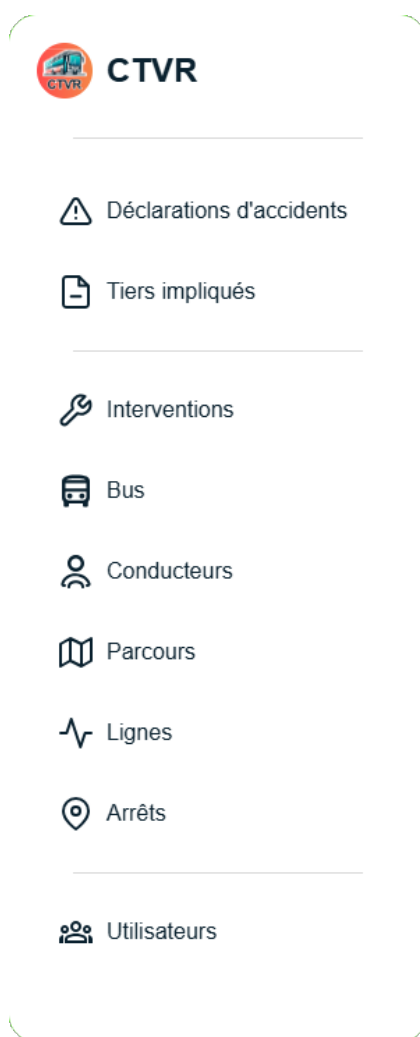 CTVR
CTVR
Déclarations d'accidents
Tiers impliqués
Interventions
Bus
Conducteurs
Parcours
Lignes
Arrêts
Utilisateurs